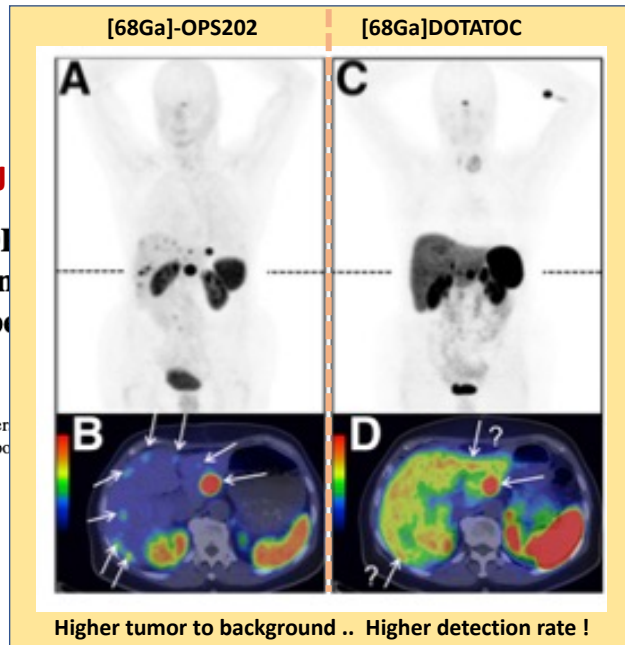 [68Ga]-OPS202
[68Ga]DOTATOC
A
C
B
D
?
?
Higher tumor to background .. Higher detection rate !